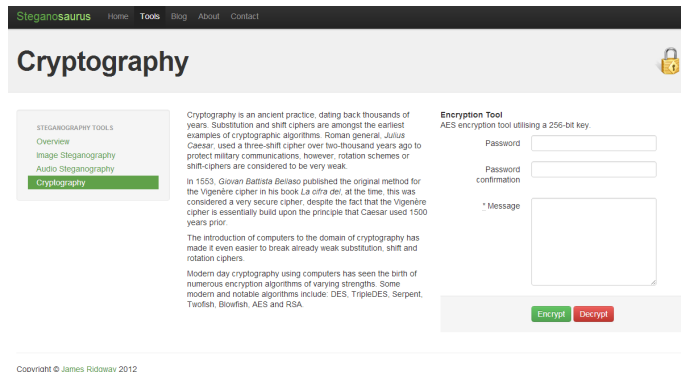 Steganosaurus Home Tools Blog About Contact
Cryptography
STEGANOGRAPHY TOOLS
Overview
Image Steganography
Audio Steganography
Cryptography
Cryptography is an ancient practice, dating back thousands of
years. Substitution and shift ciphers are amongst the earliest
examples of cryptographic algorithms. Roman general, Julius
Caesar, used a three-shift cipher over two-thousand years ago to
protect military communications, however, rotation schemes or
shift-ciphers are considered to be very weak.
In 1553, Giovan Battista Bellaso published the original method for
the Vigenère cipher in his book La cifra del, at the time, this was
considered a very secure cipher, despite the fact that the Vigenère
cipher is essentially build upon the principle that Caesar used 1500
years prior.
The introduction of computers to the domain of cryptography has
made it even easier to break already weak substitution, shift and
rotation ciphers.
Modern day cryptography using computers has seen the birth of
numerous encryption algorithms of varying strengths. Some
modern and notable algorithms include: DES, TripleDES, Serpent,
Twofish, Blowfish, AES and RSA.
Encryption Tool
AES encryption tool utilising a 256-bit key.
Password
Password
confirmation
* Message
Encrypt Decrypt
Copyright © James Ridgway 2012